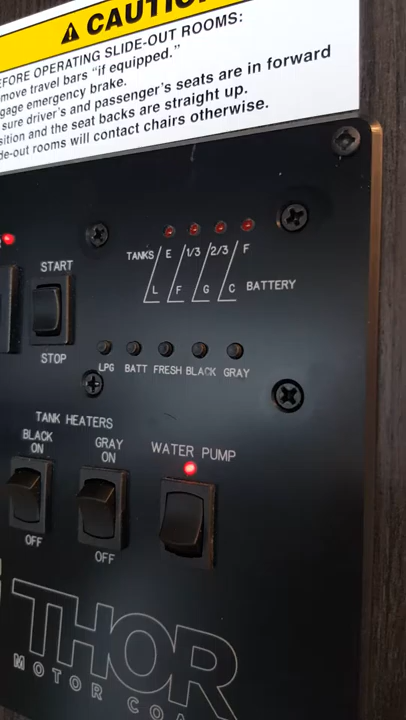 CAUTIO
EFORE OPERATING SLIDE-OUT ROOMS:
move travel bars "if equipped."
gage emergency brake.
sure driver's and passenger's seats are in forward
sition and the seat backs are straight up.
de-out rooms will contact chairs otherwise.
TANKS E 1/3 2/3 F
L F G C BATTERY
START
STOP
LPG BATT FRESH BLACK GRAY
TANK HEATERS
BLACK ON
GRAY ON
WATER PUMP
OFF
OFF
THOR
MOTOR COA